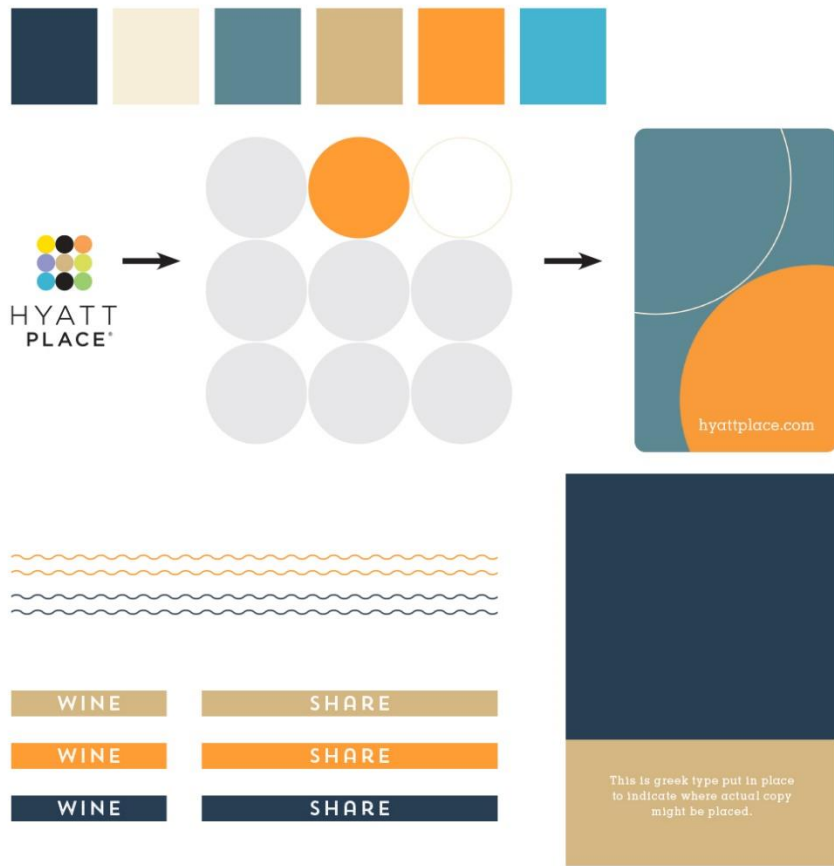 HYATT
PLACE®
hyattplace.com
WINE SHARE
WINE SHARE
WINE SHARE
This is greek type put in place
to indicate where actual copy
might be placed.